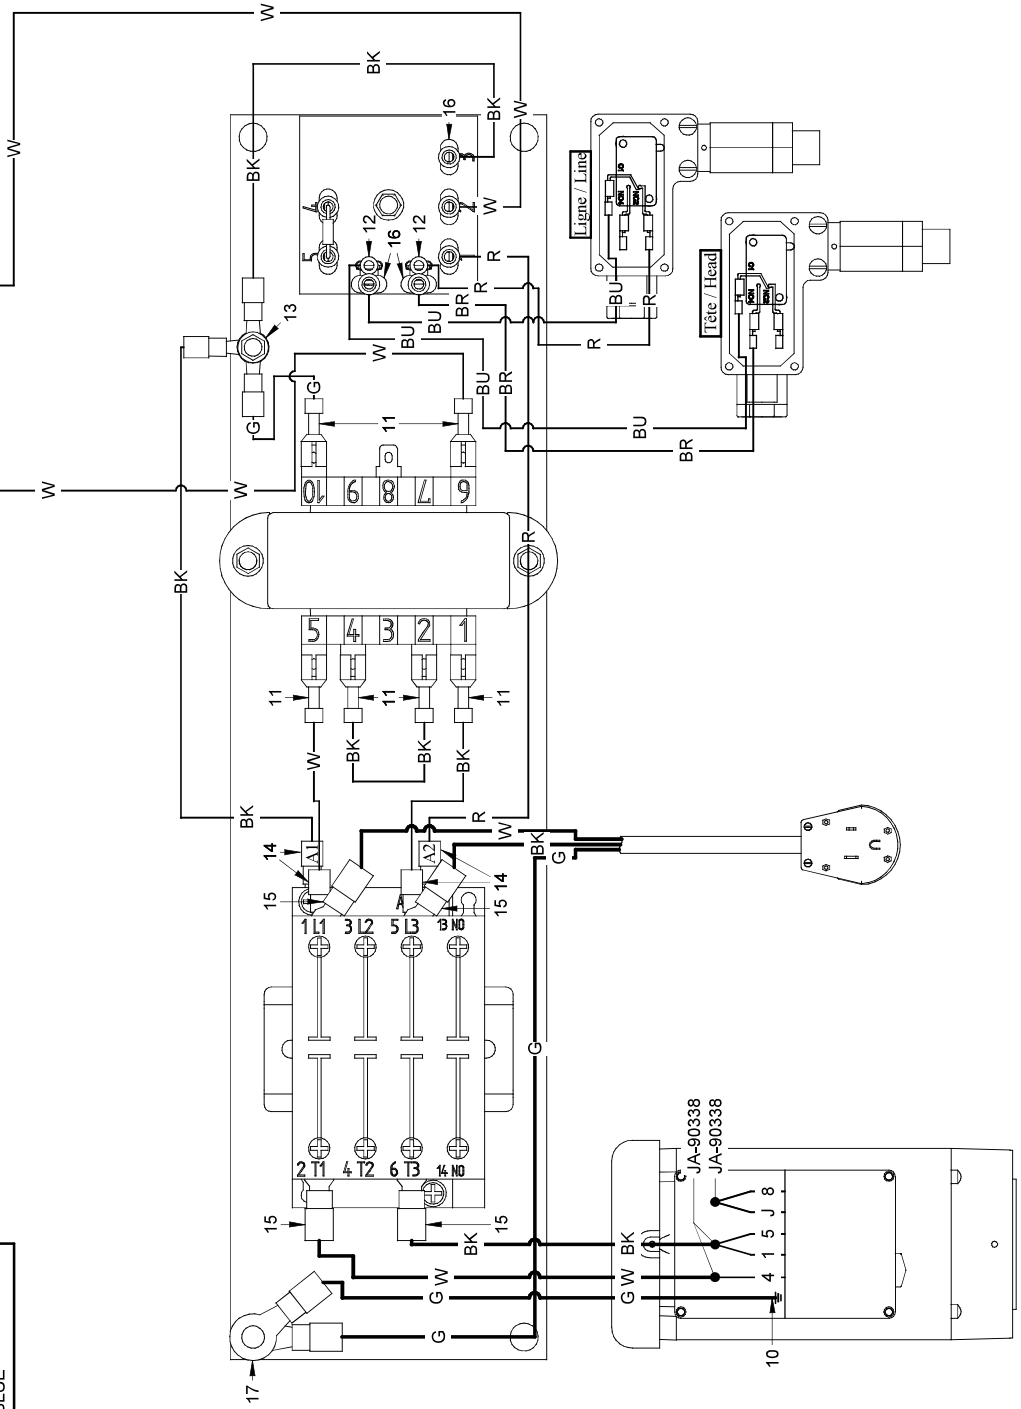 W
W
BK
W
BK
16
BK
12
16
12
W
R
4
5
R
BR
BU
BU
13
G
G
W
11
BU
BR
R
BU
R
Ligne / Line
Tête / Head
BU
BR
W
W
10
9
8
7
6
BK
R
5
4
3
2
1
11
11
11
W
BK
BK
BK
BK
R
W
BK
G
14
A1
A2
15
14
15
1 L1
3 L2
5 L3
13 NO
G
2 T1
4 T2
6 T3
14 NO
15
15
BK
W
G
G
17
BK
W
G
JA-90338
JA-90338
8
J
5
1
4
10